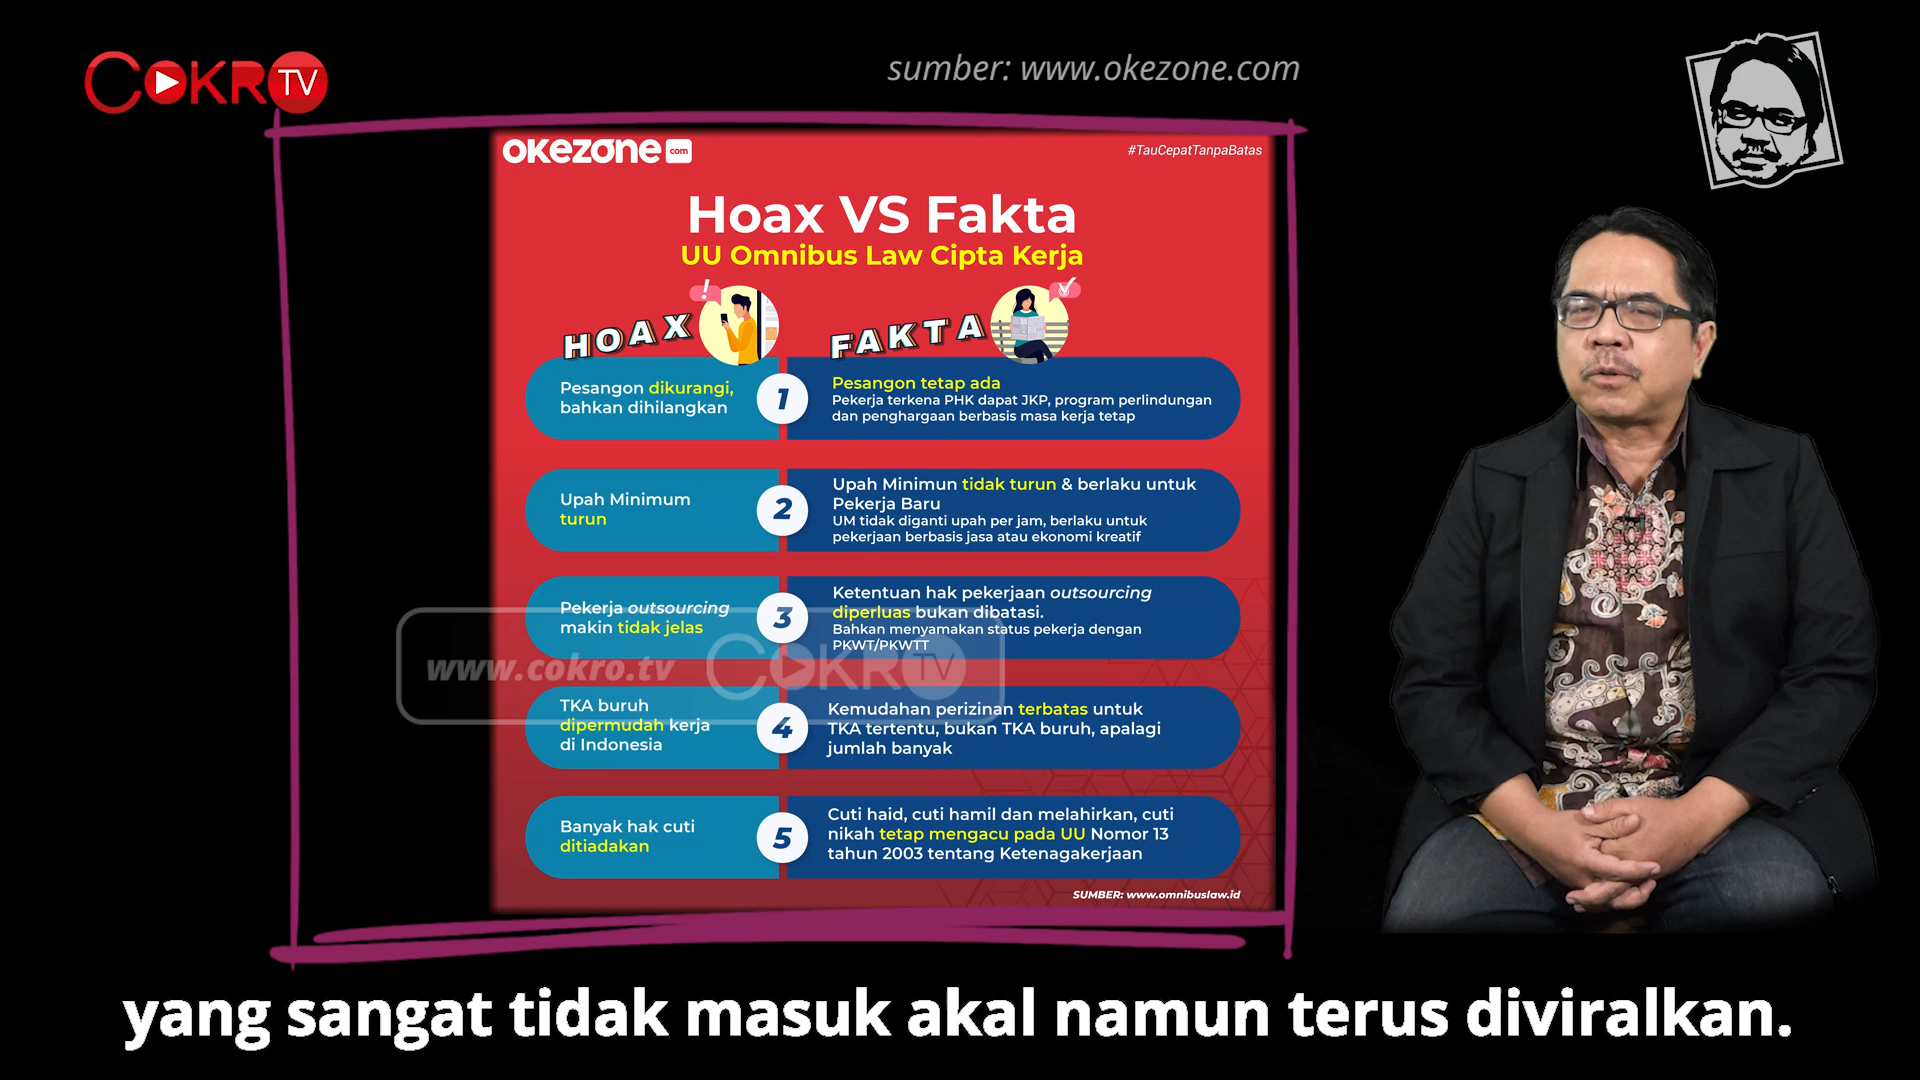 COKRO TV
sumber: www.okezone.com
okezone com
#TauCepatTanpaBatas
Hoax VS Fakta
UU Omnibus Law Cipta Kerja
HOAX
FAKTA
Pesangon dikurangi,
bahkan dihilangkan
1
Pesangon tetap ada
Pekerja terkena PHK dapat JKP, program perlindungan
dan penghargaan berbasis masa kerja tetap
Upah Minimum
turun
2
Upah Minimun tidak turun & berlaku untuk
Pekerja Baru
UM tidak diganti upah per jam, berlaku untuk
pekerjaan berbasis jasa atau ekonomi kreatif
Pekerja outsourcing
makin tidak jelas
3
Ketentuan hak pekerjaan outsourcing
diperluas bukan dibatasi.
Bahkan menyamakan status pekerja dengan
PKWT/PKWTT
www.cokro.tv COKRO TV
TKA buruh
dipermudah kerja
di Indonesia
4
Kemudahan perizinan terbatas untuk
TKA tertentu, bukan TKA buruh, apalagi
jumlah banyak
Banyak hak cuti
ditiadakan
5
Cuti haid, cuti hamil dan melahirkan, cuti
nikah tetap mengacu pada UU Nomor 13
tahun 2003 tentang Ketenagakerjaan
SUMBER: www.omnibuslaw.id
yang sangat tidak masuk akal namun terus diviralkan.